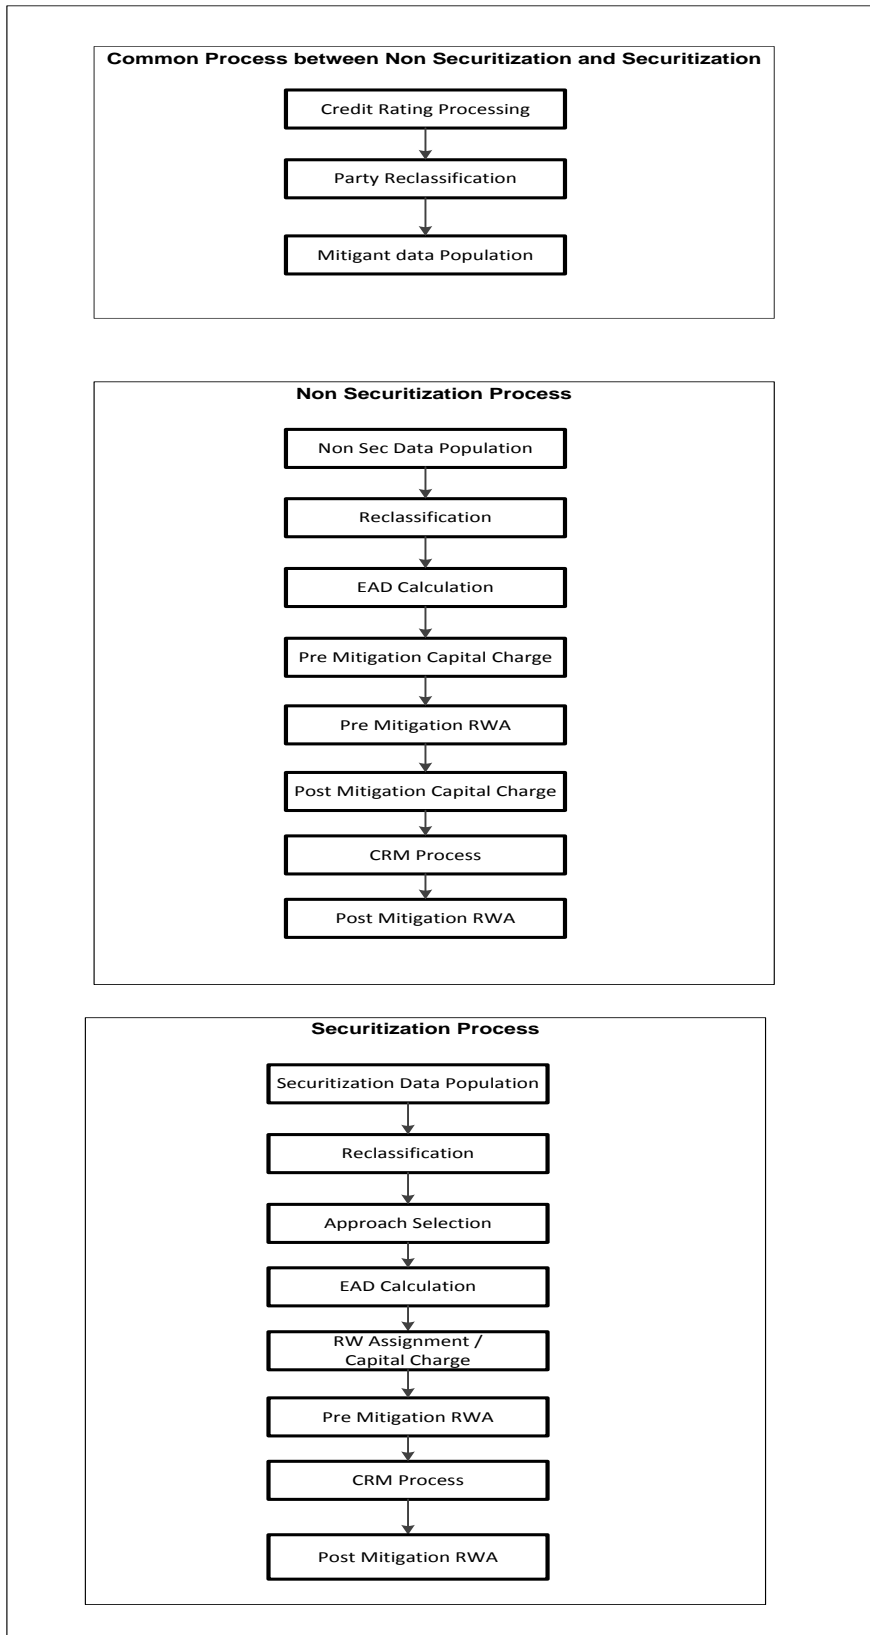 Common Process between Non Securitization and Securitization
Credit Rating Processing
Party Reclassification
Mitigant data Population
Non Securitization Process
Non Sec Data Population
Reclassification
EAD Calculation
Pre Mitigation Capital Charge
Pre Mitigation RWA
Post Mitigation Capital Charge
CRM Process
Post Mitigation RWA
Securitization Process
Securitization Data Population
Reclassification
Approach Selection
EAD Calculation
RW Assignment /
Capital Charge
Pre Mitigation RWA
CRM Process
Post Mitigation RWA